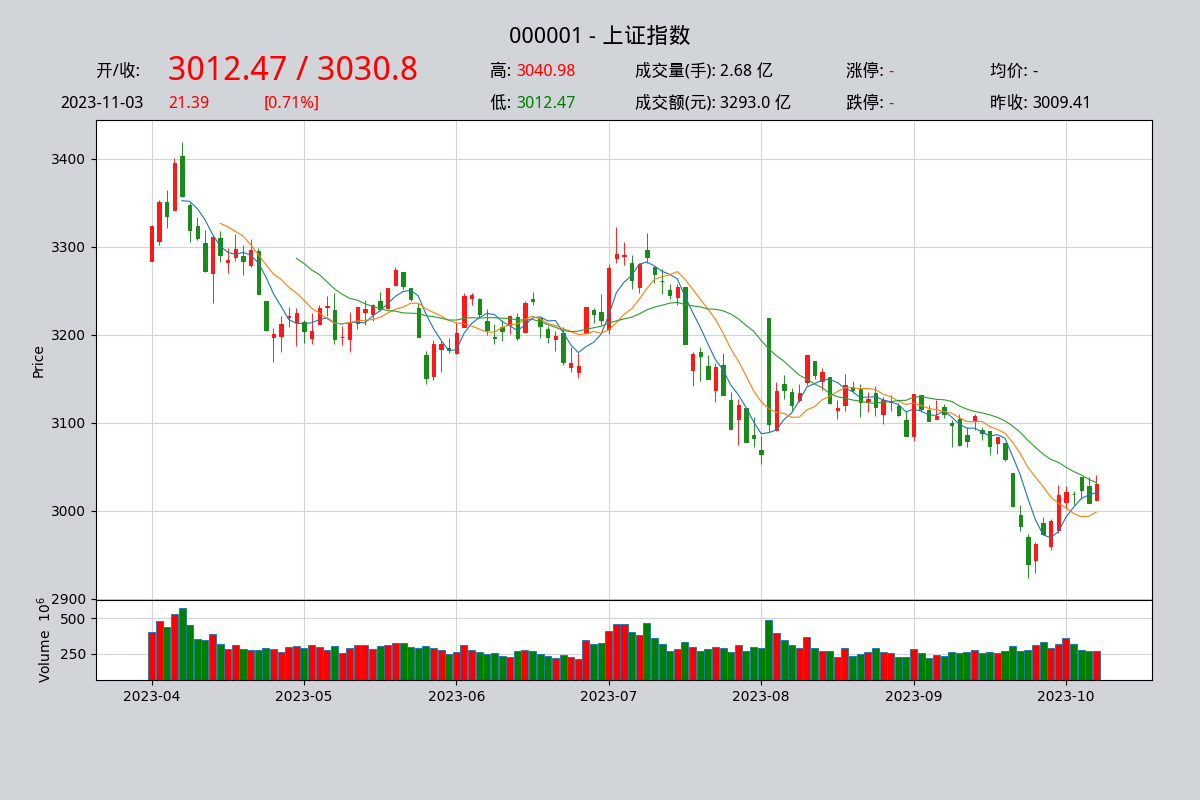 000001 - 上证指数
开/收: 3012.47 / 3030.8 高: 3040.98 成交量(手): 2.68 亿 涨停: - 均价: -
2023-11-03 21.39 [0.71%] 低: 3012.47 成交额(元): 3293.0 亿 跌停: - 昨收: 3009.41
3400
3300
3200
3100
3000
2900
Price
500
250
Volume 10⁶
2023-04 2023-05 2023-06 2023-07 2023-08 2023-09 2023-10